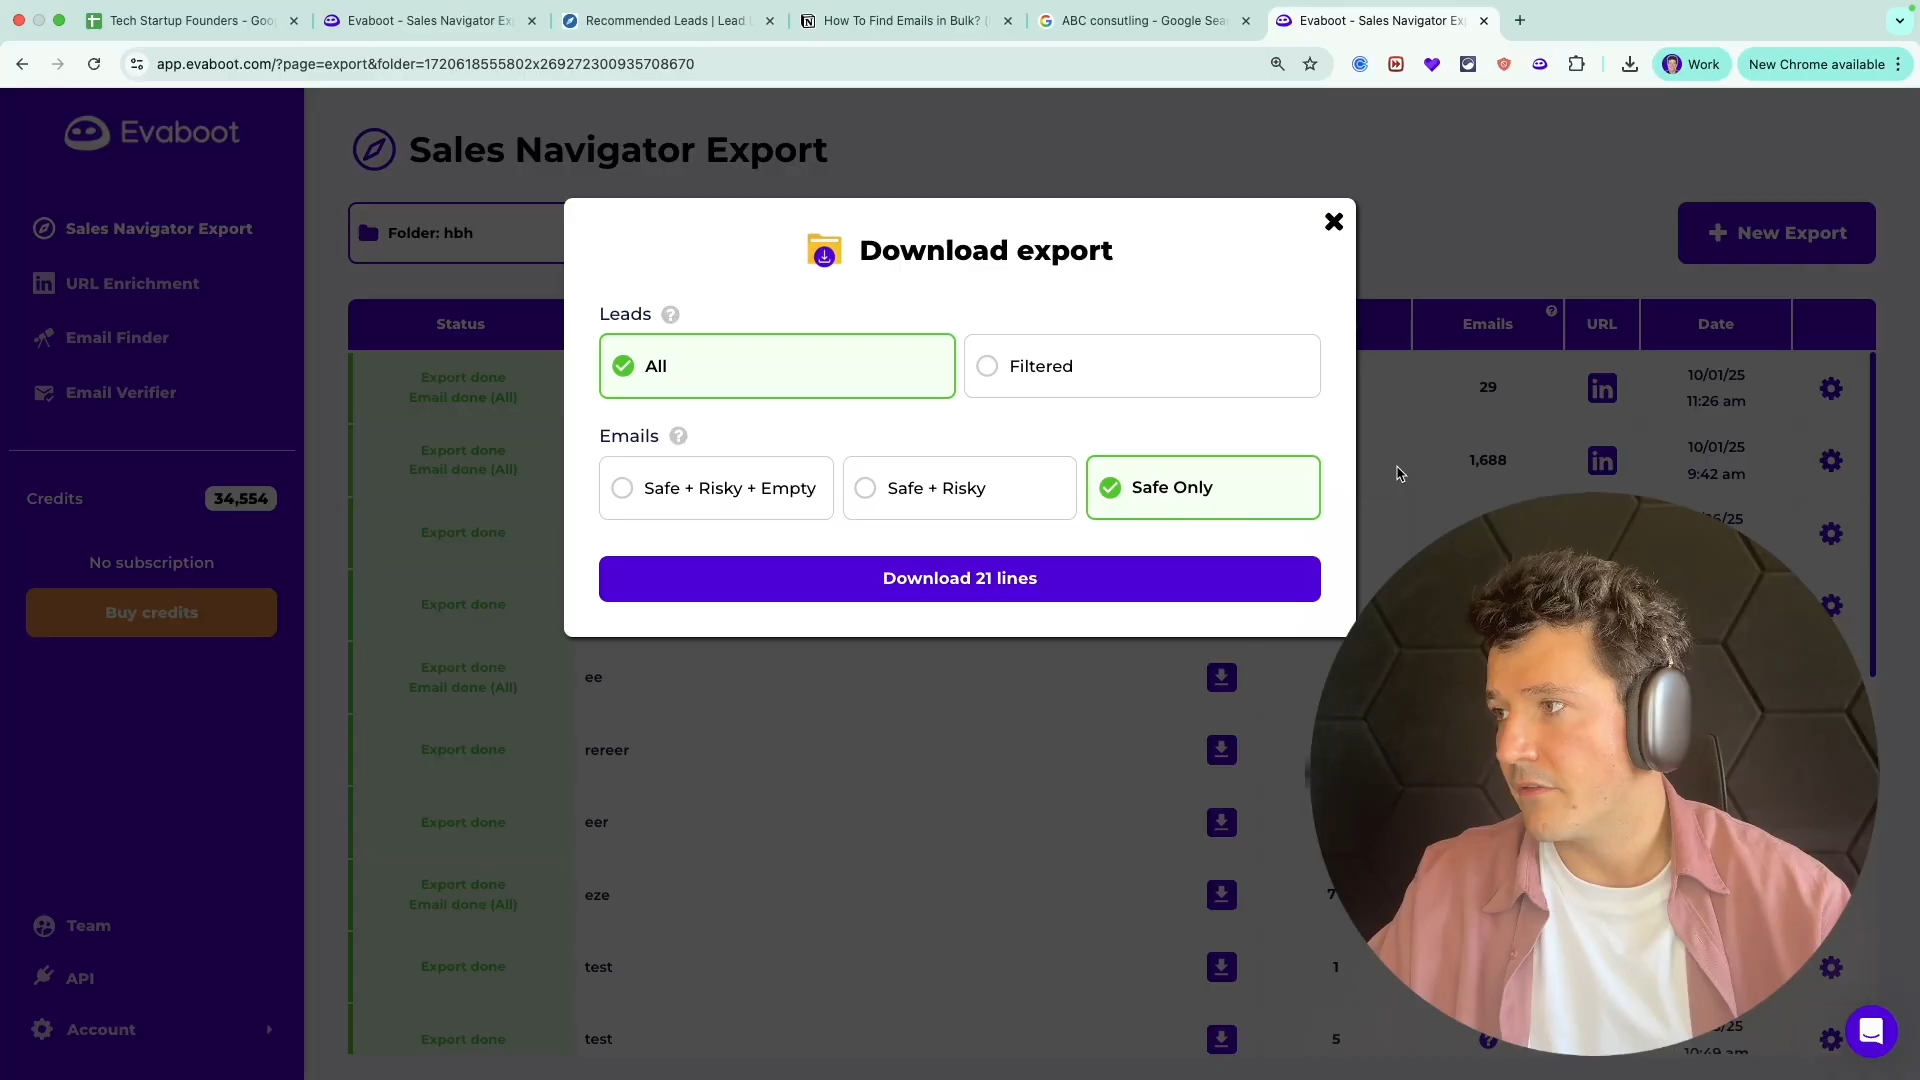 Tech Startup Founders - Goo
Evaboot - Sales Navigator Ex
Recommended Leads | Lead
How To Find Emails in Bulk? (
ABC consutling - Google Sea
Evaboot - Sales Navigator Ex
app.evaboot.com/?page=export&folder=1720618555802x269272300935708670
Work
New Chrome available
Evaboot
Sales Navigator Export
URL Enrichment
Email Finder
Email Verifier
Credits
34,554
No subscription
Buy credits
Team
API
Account
Sales Navigator Export
Folder: hbh
New Export
Status
Emails
URL
Date
Export done
Email done (All)
29
10/01/25
11:26 am
Export done
Email done (All)
1,688
10/01/25
9:42 am
Export done
Export done
Export done
Email done (All)
ee
Export done
rereer
Export done
eer
Export done
Email done (All)
eze
Export done
test
1
Export done
test
5
Download export
Leads
All
Filtered
Emails
Safe + Risky + Empty
Safe + Risky
Safe Only
Download 21 lines